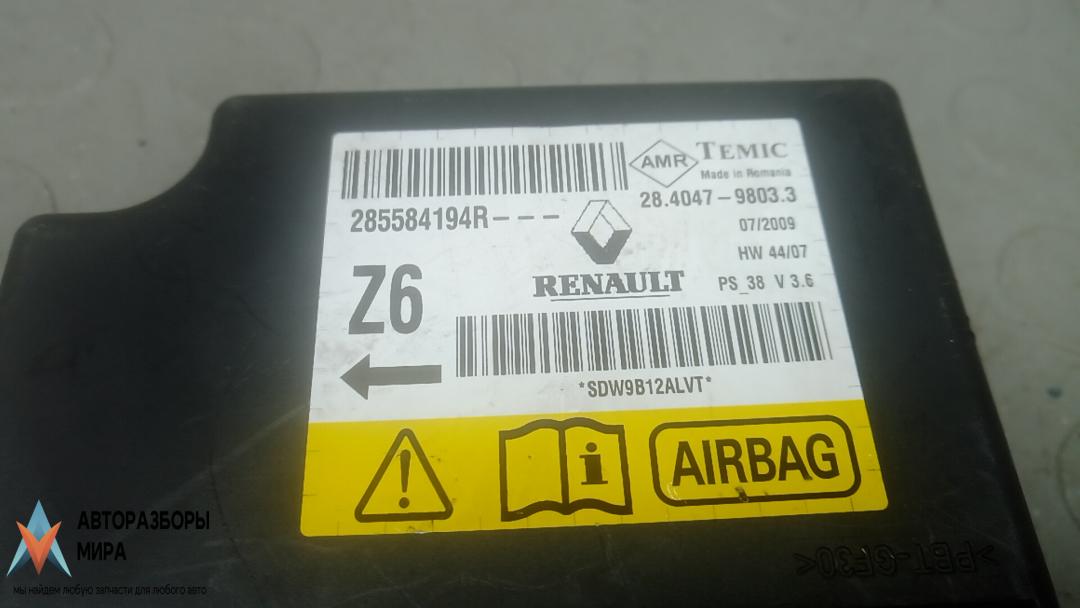 AMR TEMIC
Made in Romania
285584194R--- 28.4047-9803.3
07/2009
HW 44/07
Z6 RENAULT PS_38 V 3.6
*SDW9B12ALVT*
AIRBAG
>PBT-GF30<
АВТОРАЗБОРЫ
МИРА
мы найдем любую запчасти для любого авто